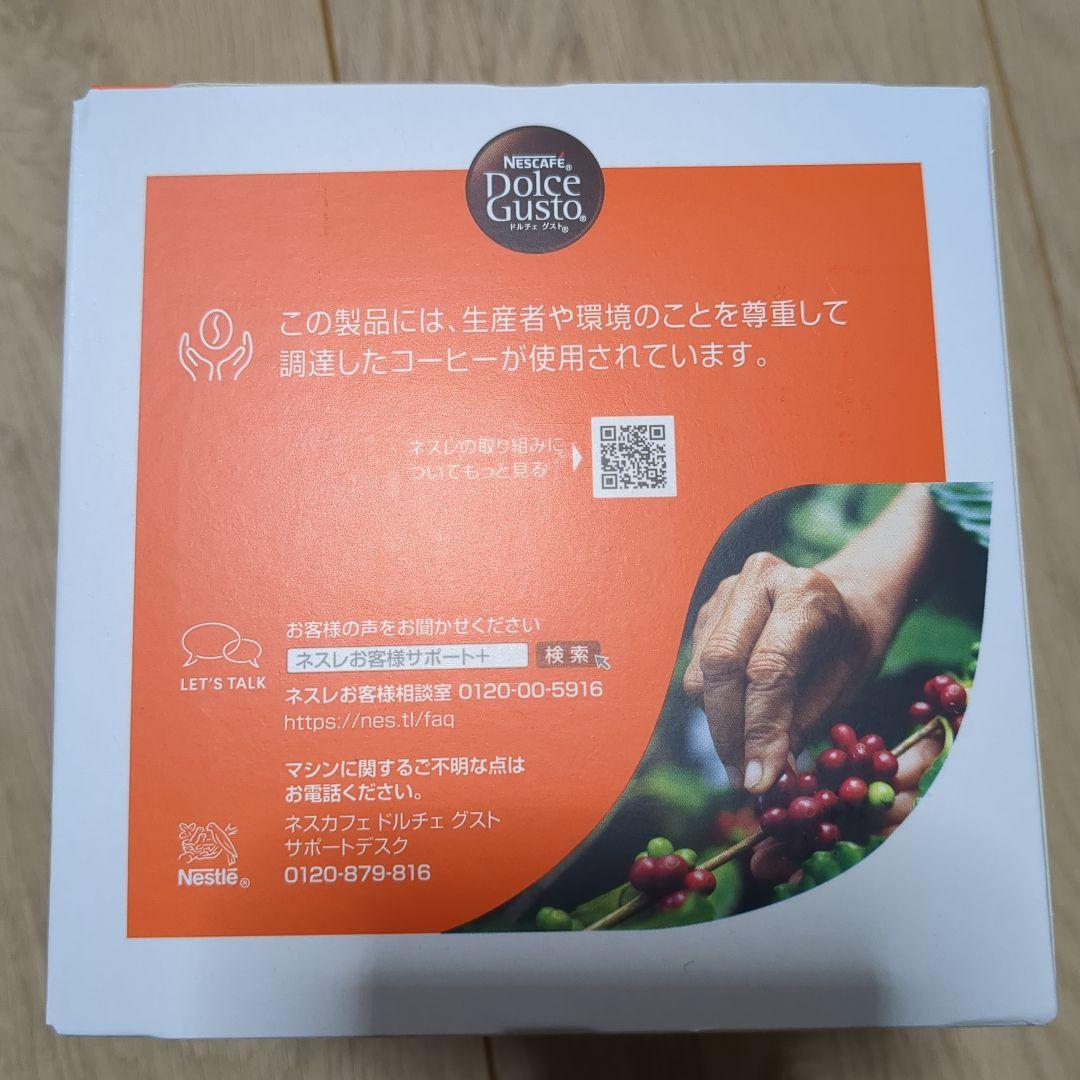 NESCAFÉ®
Dolce
Gusto®
ドルチェ グスト®
この製品には、生産者や環境のことを尊重して
調達したコーヒーが使用されています。
ネスレの取り組みに
ついてもっと見る
お客様の声をお聞かせください
ネスレお客様サポート+ 検索
LET'S TALK
ネスレお客様相談室 0120-00-5916
https://nes.tl/faq
マシンに関するご不明な点は
お電話ください。
ネスカフェ ドルチェ グスト
サポートデスク
0120-879-816
Nestlé®